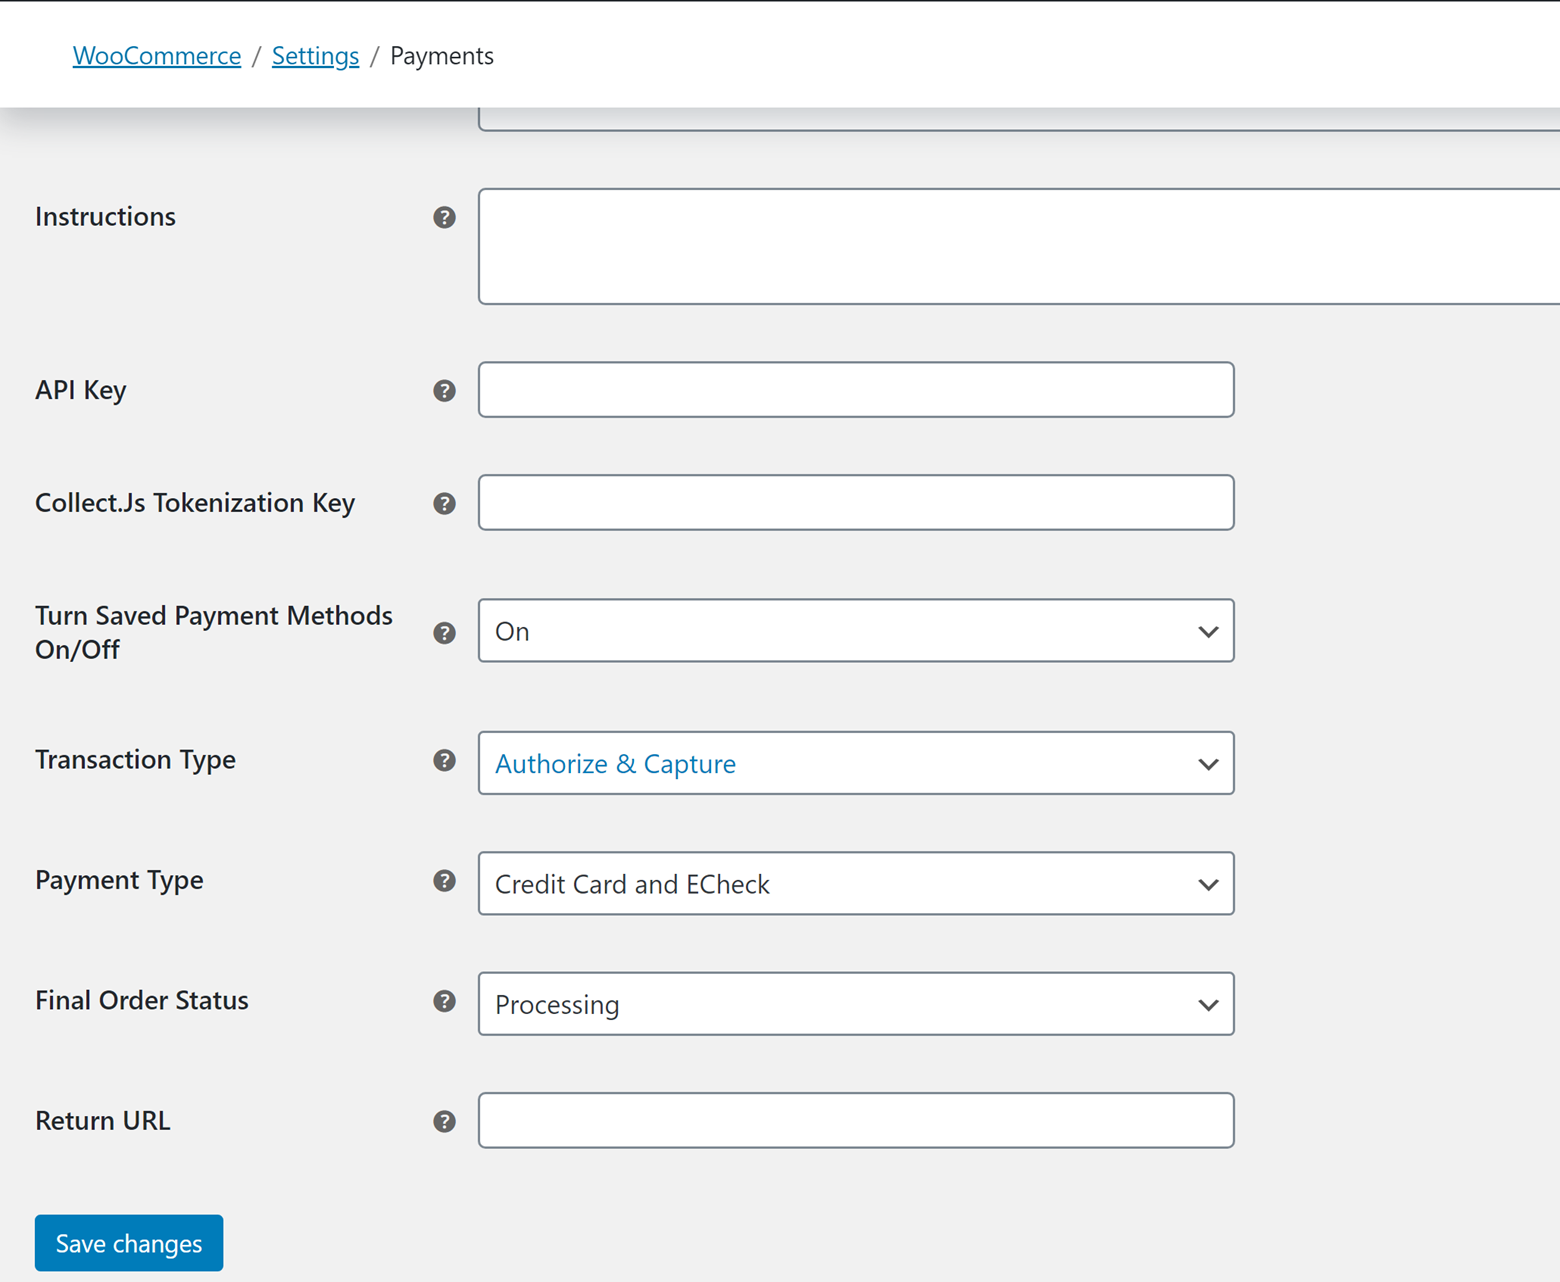 WooCommerce / Settings / Payments
Instructions ?
API Key ?
Collect.Js Tokenization Key ?
Turn Saved Payment Methods
On/Off ? On
Transaction Type ? Authorize & Capture
Payment Type ? Credit Card and ECheck
Final Order Status ? Processing
Return URL ?
Save changes